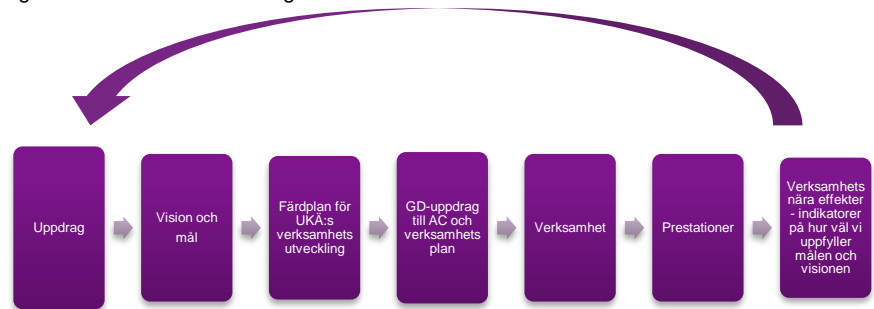 Uppdrag
Vision och
mål
Färdplan för
UKÄ:s
verksamhets
utveckling
GD-uppdrag
till AC och
verksamhets
plan
Verksamhet
Prestationer
Verksamhets
nära effekter
- indikatorer
på hur väl vi
uppfyller
målen och
visionen